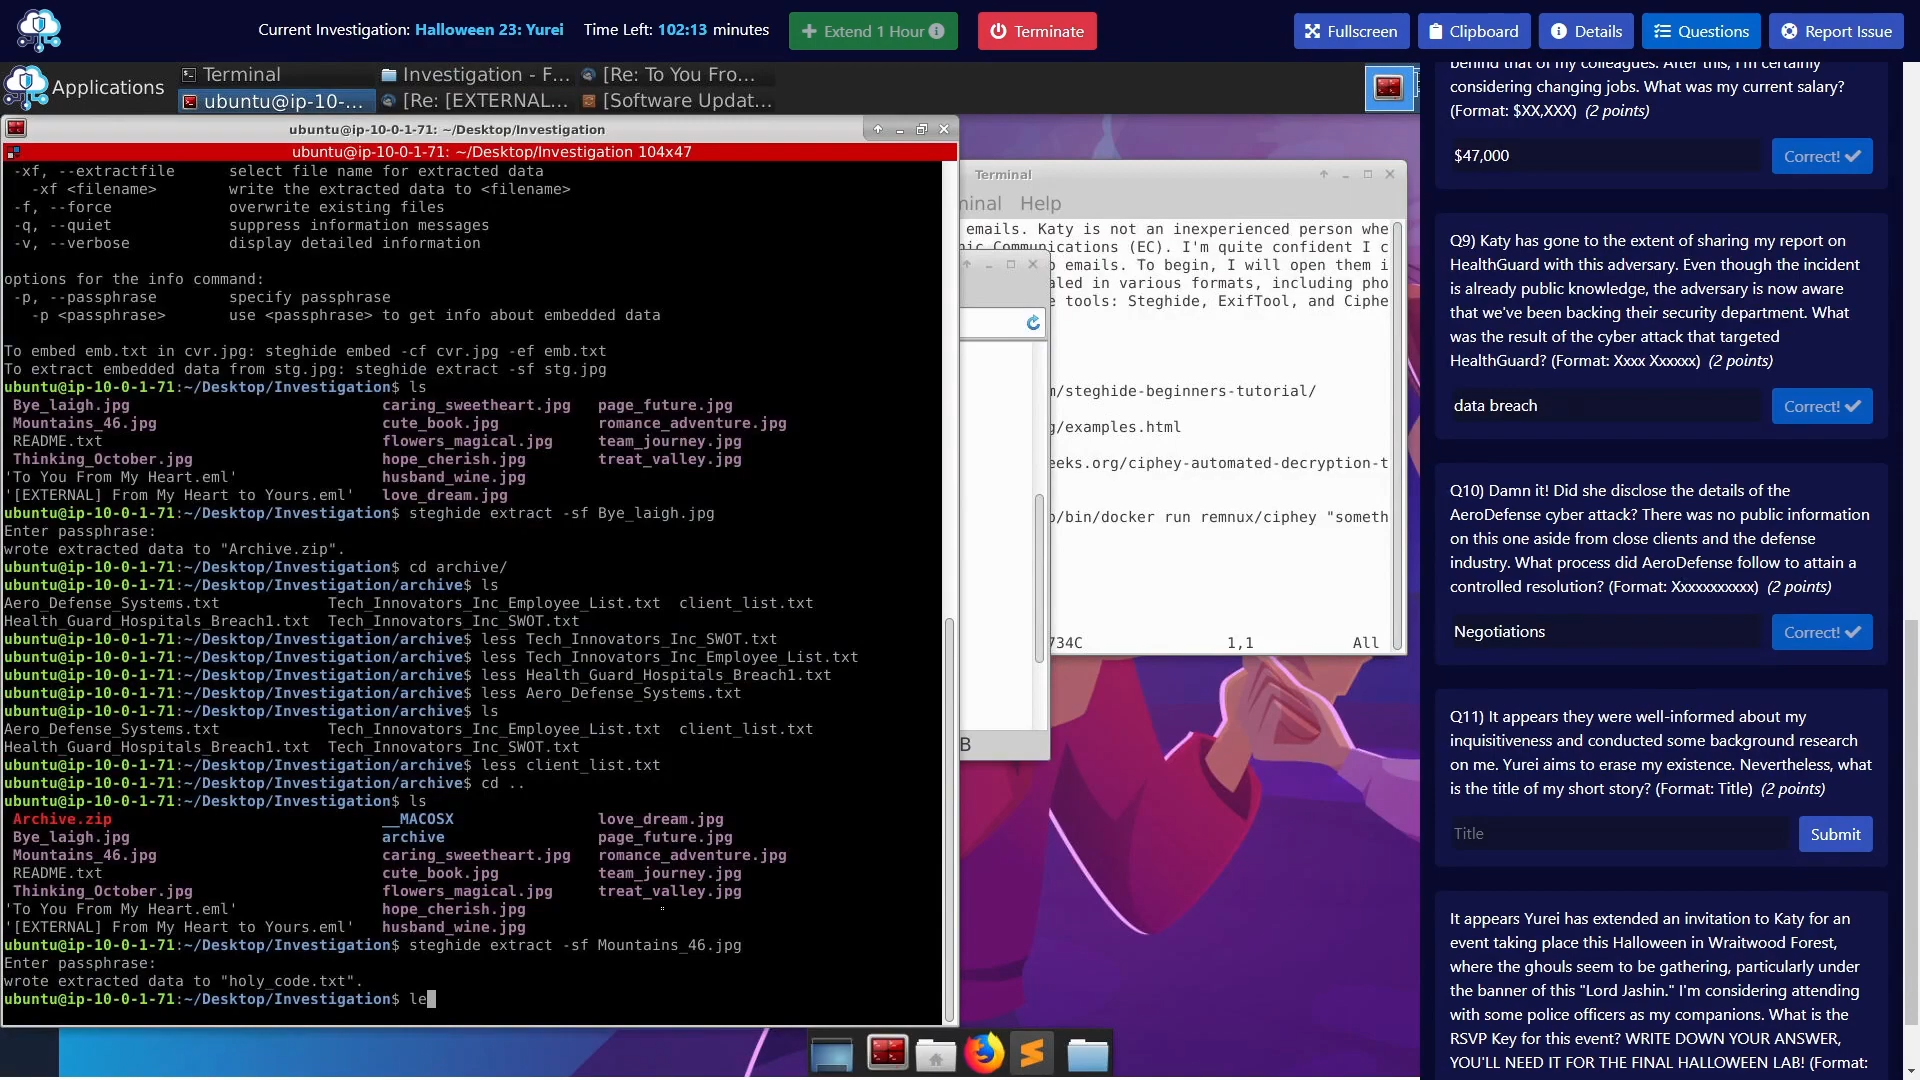 Current Investigation: Halloween 23: Yurei Time Left: 102:13 minutes
Extend 1 Hour
Terminate
Fullscreen
Clipboard
Details
Questions
Report Issue
Applications
Terminal
Investigation - F...
[Re: To You Fro...
ubuntu@ip-10-...
[Re: [EXTERNAL...
[Software Updat...
ubuntu@ip-10-0-1-71: ~/Desktop/Investigation
ubuntu@ip-10-0-1-71: ~/Desktop/Investigation 104x47
-xf, --extractfile select file name for extracted data
-xf <filename> write the extracted data to <filename>
-f, --force overwrite existing files
-q, --quiet suppress information messages
-v, --verbose display detailed information
options for the info command:
-p, --passphrase specify passphrase
-p <passphrase> use <passphrase> to get info about embedded data
To embed emb.txt in cvr.jpg: steghide embed -cf cvr.jpg -ef emb.txt
To extract embedded data from stg.jpg: steghide extract -sf stg.jpg
ubuntu@ip-10-0-1-71:~/Desktop/Investigation$ ls
Bye_laigh.jpg caring_sweetheart.jpg page_future.jpg
Mountains_46.jpg cute_book.jpg romance_adventure.jpg
README.txt flowers_magical.jpg team_journey.jpg
Thinking_October.jpg hope_cherish.jpg treat_valley.jpg
'To You From My Heart.eml' husband_wine.jpg
'[EXTERNAL] From My Heart to Yours.eml' love_dream.jpg
ubuntu@ip-10-0-1-71:~/Desktop/Investigation$ steghide extract -sf Bye_laigh.jpg
Enter passphrase:
wrote extracted data to "Archive.zip".
ubuntu@ip-10-0-1-71:~/Desktop/Investigation$ cd archive/
ubuntu@ip-10-0-1-71:~/Desktop/Investigation/archive$ ls
Aero_Defense_Systems.txt Tech_Innovators_Inc_Employee_List.txt client_list.txt
Health_Guard_Hospitals_Breach1.txt Tech_Innovators_Inc_SWOT.txt
ubuntu@ip-10-0-1-71:~/Desktop/Investigation/archive$ less Tech_Innovators_Inc_SWOT.txt
ubuntu@ip-10-0-1-71:~/Desktop/Investigation/archive$ less Tech_Innovators_Inc_Employee_List.txt
ubuntu@ip-10-0-1-71:~/Desktop/Investigation/archive$ less Health_Guard_Hospitals_Breach1.txt
ubuntu@ip-10-0-1-71:~/Desktop/Investigation/archive$ less Aero_Defense_Systems.txt
ubuntu@ip-10-0-1-71:~/Desktop/Investigation/archive$ ls
Aero_Defense_Systems.txt Tech_Innovators_Inc_Employee_List.txt client_list.txt
Health_Guard_Hospitals_Breach1.txt Tech_Innovators_Inc_SWOT.txt
ubuntu@ip-10-0-1-71:~/Desktop/Investigation/archive$ less client_list.txt
ubuntu@ip-10-0-1-71:~/Desktop/Investigation/archive$ cd ..
ubuntu@ip-10-0-1-71:~/Desktop/Investigation$ ls
Archive.zip __MACOSX love_dream.jpg
Bye_laigh.jpg archive page_future.jpg
Mountains_46.jpg caring_sweetheart.jpg romance_adventure.jpg
README.txt cute_book.jpg team_journey.jpg
Thinking_October.jpg flowers_magical.jpg treat_valley.jpg
'To You From My Heart.eml' hope_cherish.jpg
'[EXTERNAL] From My Heart to Yours.eml' husband_wine.jpg
ubuntu@ip-10-0-1-71:~/Desktop/Investigation$ steghide extract -sf Mountains_46.jpg
Enter passphrase:
wrote extracted data to "holy_code.txt".
ubuntu@ip-10-0-1-71:~/Desktop/Investigation$ le
Terminal
minal Help
emails. Katy is not an inexperienced person whe
nic Communications (EC). I'm quite confident I c
o emails. To begin, I will open them i
aled in various formats, including pho
e tools: Steghide, ExifTool, and Ciphe
m/steghide-beginners-tutorial/
g/examples.html
eeks.org/ciphey-automated-decryption-t
p/bin/docker run remnux/ciphey "someth
734C 1,1 All
B
behind that of my colleagues. After this, I'm certainly
considering changing jobs. What was my current salary?
(Format: $XX,XXX) (2 points)
$47,000
Correct!
Q9) Katy has gone to the extent of sharing my report on
HealthGuard with this adversary. Even though the incident
is already public knowledge, the adversary is now aware
that we've been backing their security department. What
was the result of the cyber attack that targeted
HealthGuard? (Format: Xxxx Xxxxxx) (2 points)
data breach
Correct!
Q10) Damn it! Did she disclose the details of the
AeroDefense cyber attack? There was no public information
on this one aside from close clients and the defense
industry. What process did AeroDefense follow to attain a
controlled resolution? (Format: Xxxxxxxxxxx) (2 points)
Negotiations
Correct!
Q11) It appears they were well-informed about my
inquisitiveness and conducted some background research
on me. Yurei aims to erase my existence. Nevertheless, what
is the title of my short story? (Format: Title) (2 points)
Title
Submit
It appears Yurei has extended an invitation to Katy for an
event taking place this Halloween in Wraitwood Forest,
where the ghouls seem to be gathering, particularly under
the banner of this "Lord Jashin." I'm considering attending
with some police officers as my companions. What is the
RSVP Key for this event? WRITE DOWN YOUR ANSWER,
YOU'LL NEED IT FOR THE FINAL HALLOWEEN LAB! (Format: